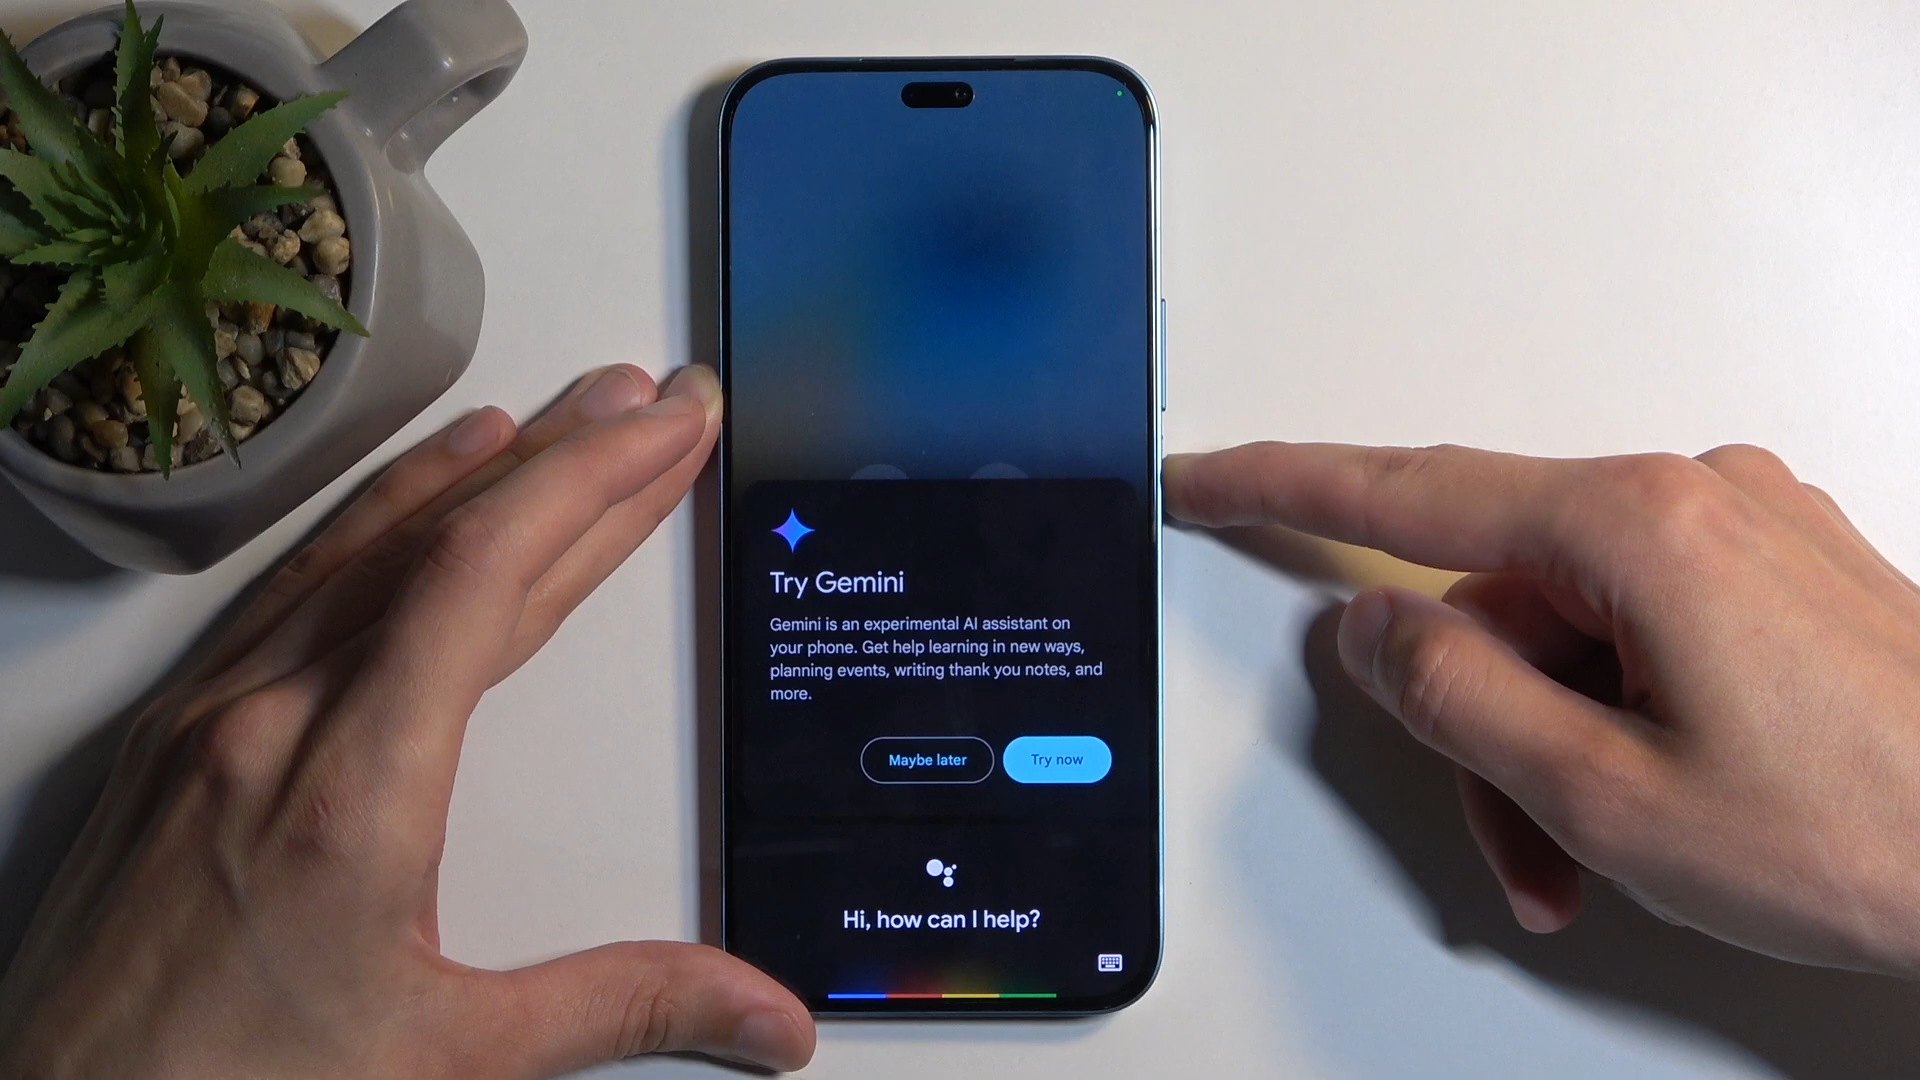 Try Gemini
Gemini is an experimental AI assistant on
your phone. Get help learning in new ways,
planning events, writing thank you notes, and
more.
Maybe later
Try now
Hi, how can I help?